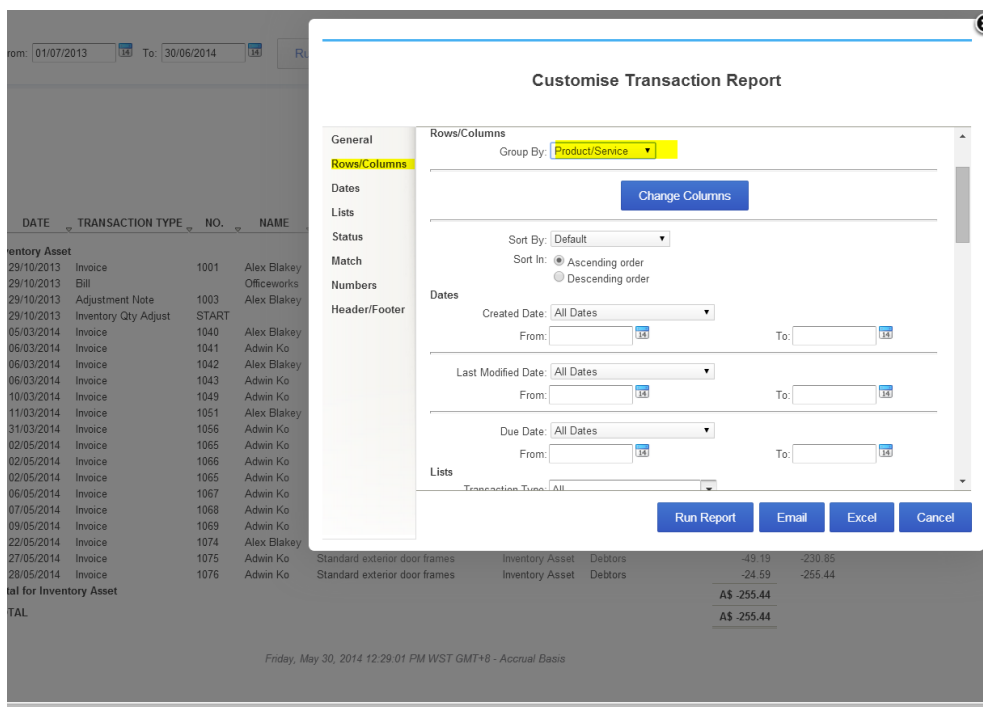 rom: 01/07/2013 14 To: 30/06/2014 14 Ru
Customise Transaction Report
General
Rows/Columns
Dates
Lists
Status
Match
Numbers
Header/Footer
Rows/Columns
Group By: Product/Service
Change Columns
Sort By: Default
Sort In: Ascending order
Descending order
Dates
Created Date: All Dates
From: 14 To: 14
Last Modified Date: All Dates
From: 14 To: 14
Due Date: All Dates
From: 14 To: 14
Lists
Transaction Type: All
Run Report Email Excel Cancel
DATE TRANSACTION TYPE NO. NAME
ventory Asset
29/10/2013 Invoice 1001 Alex Blakey
29/10/2013 Bill Officeworks
29/10/2013 Adjustment Note 1003 Alex Blakey
29/10/2013 Inventory Qty Adjust START
05/03/2014 Invoice 1040 Alex Blakey
06/03/2014 Invoice 1041 Adwin Ko
06/03/2014 Invoice 1042 Alex Blakey
06/03/2014 Invoice 1043 Adwin Ko
10/03/2014 Invoice 1049 Adwin Ko
11/03/2014 Invoice 1051 Alex Blakey
31/03/2014 Invoice 1056 Adwin Ko
02/05/2014 Invoice 1065 Adwin Ko
02/05/2014 Invoice 1066 Adwin Ko
02/05/2014 Invoice 1065 Adwin Ko
06/05/2014 Invoice 1067 Adwin Ko
07/05/2014 Invoice 1068 Adwin Ko
09/05/2014 Invoice 1069 Adwin Ko
22/05/2014 Invoice 1074 Alex Blakey
27/05/2014 Invoice 1075 Adwin Ko Standard exterior door frames Inventory Asset Debtors -49.19 -230.85
28/05/2014 Invoice 1076 Adwin Ko Standard exterior door frames Inventory Asset Debtors -24.59 -255.44
tal for Inventory Asset A$ -255.44
TAL A$ -255.44
Friday, May 30, 2014 12:29:01 PM WST GMT+8 - Accrual Basis